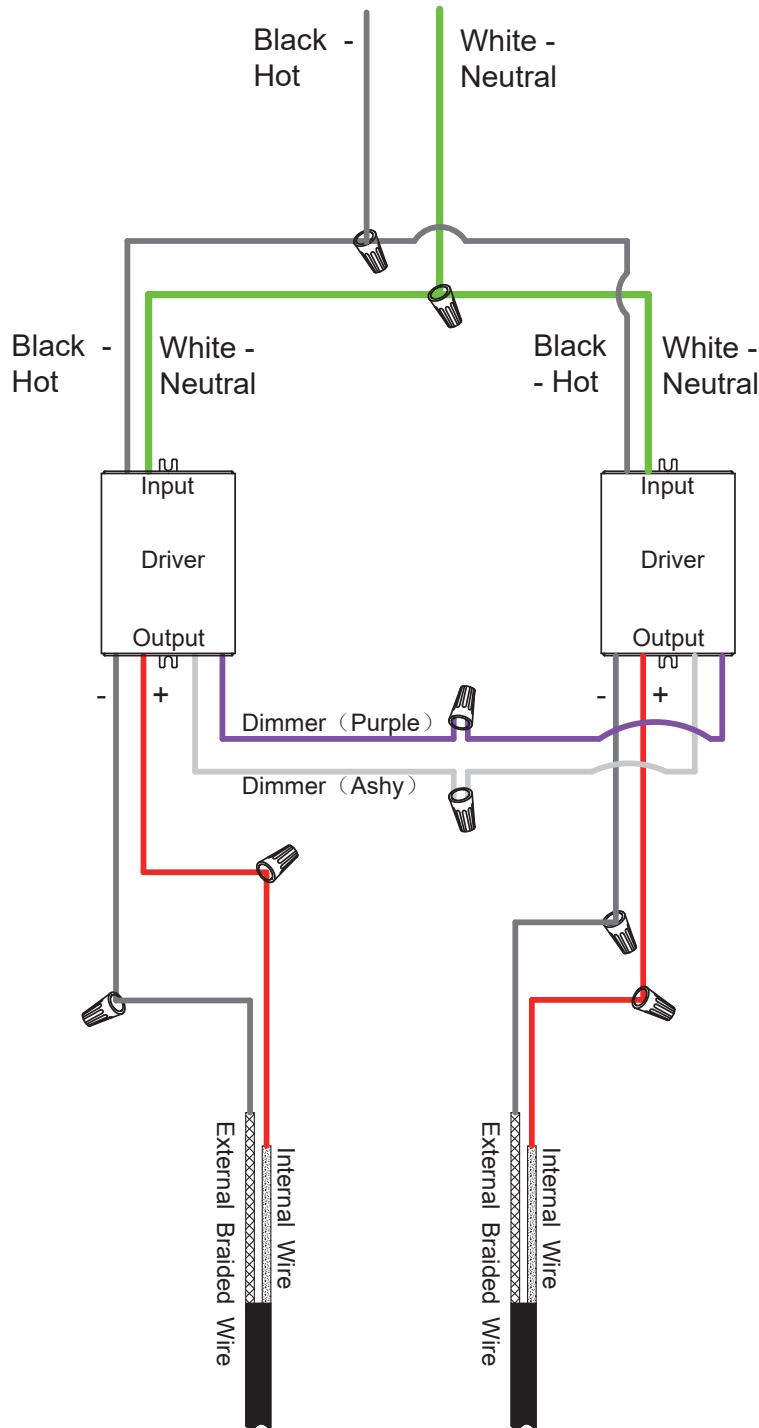 Black -
Hot
White -
Neutral
Black -
Hot
White -
Neutral
Black
- Hot
White -
Neutral
Input
Driver
Output
Input
Driver
Output
- +
- +
Dimmer（Purple）
Dimmer（Ashy）
External Braided Wire
Internal Wire
External Braided Wire
Internal Wire